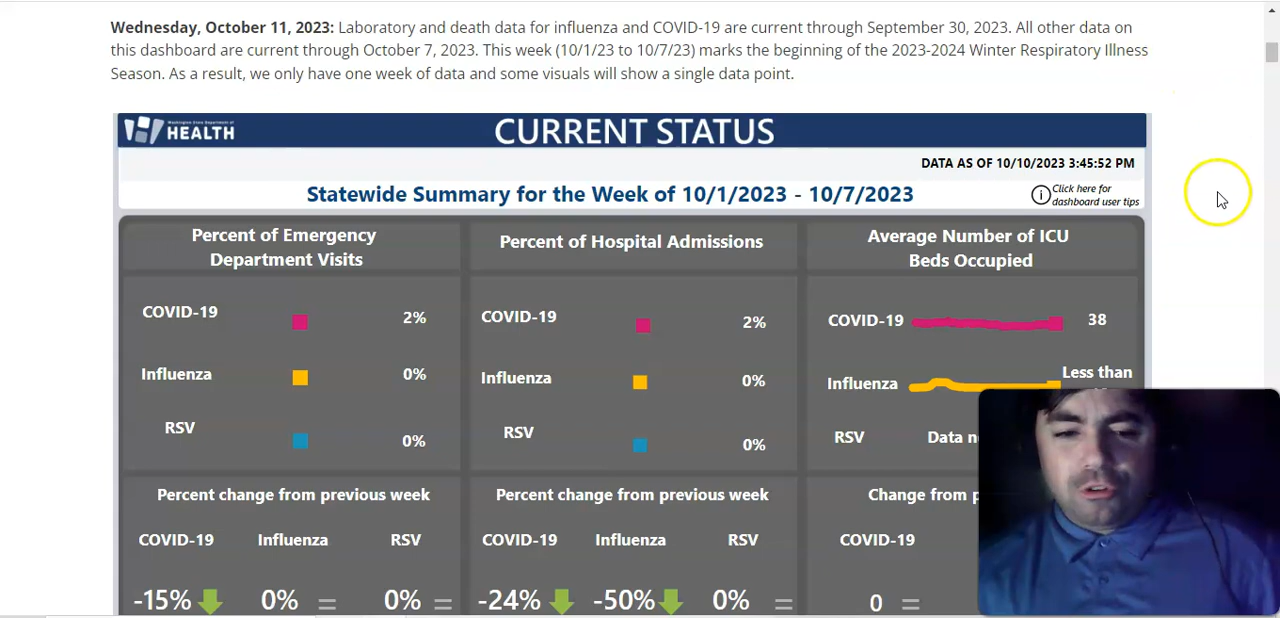 Wednesday, October 11, 2023: Laboratory and death data for influenza and COVID-19 are current through September 30, 2023. All other data on
this dashboard are current through October 7, 2023. This week (10/1/23 to 10/7/23) marks the beginning of the 2023-2024 Winter Respiratory Illness
Season. As a result, we only have one week of data and some visuals will show a single data point.
Washington State Department of
HEALTH
CURRENT STATUS
DATA AS OF 10/10/2023 3:45:52 PM
Statewide Summary for the Week of 10/1/2023 - 10/7/2023
Click here for
dashboard user tips
Percent of Emergency
Department Visits
COVID-19 2%
Influenza 0%
RSV 0%
Percent change from previous week
COVID-19 Influenza RSV
-15% 0% = 0% =
Percent of Hospital Admissions
COVID-19 2%
Influenza 0%
RSV 0%
Percent change from previous week
COVID-19 Influenza RSV
-24% -50% 0% =
Average Number of ICU
Beds Occupied
COVID-19 38
Influenza Less than
RSV Data
Change from
COVID-19
0 =